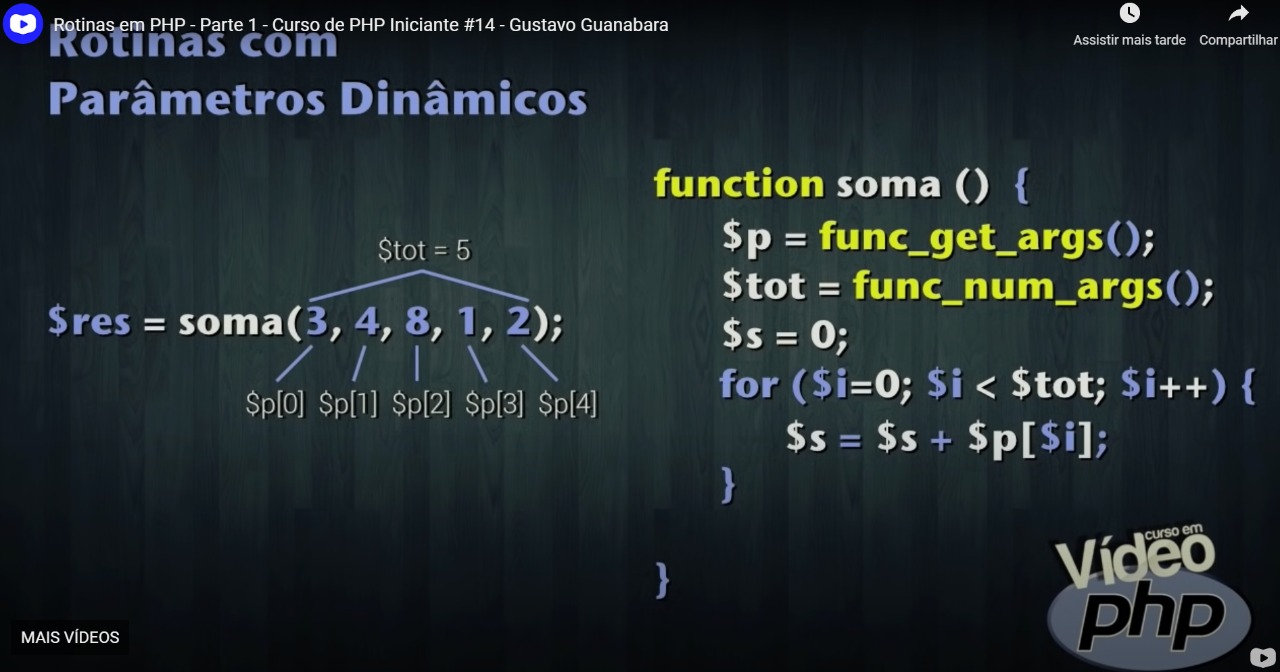 Rotinas em PHP - Parte 1 - Curso de PHP Iniciante #14 - Gustavo Guanabara
Assistir mais tarde
Compartilhar
Rotinas com
Parâmetros Dinâmicos
$tot = 5
$res = soma(3, 4, 8, 1, 2);
$p[0] $p[1] $p[2] $p[3] $p[4]
function soma () {
$p = func_get_args();
$tot = func_num_args();
$s = 0;
for ($i=0; $i < $tot; $i++) {
$s = $s + $p[$i];
}
}
curso em
Vídeo
php
MAIS VÍDEOS